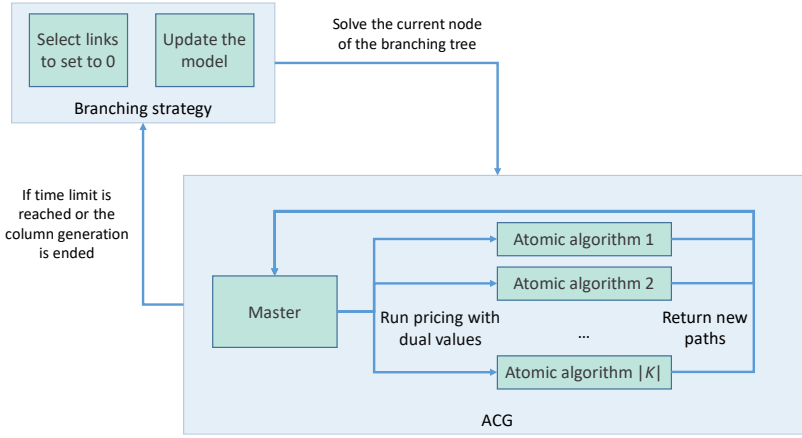 Select links
to set to 0
Update the
model
Branching strategy
Solve the current node
of the branching tree
If time limit is
reached or the
column generation
is ended
Master
Run pricing with
dual values
Atomic algorithm 1
Atomic algorithm 2
...
Atomic algorithm |K|
Return new
paths
ACG